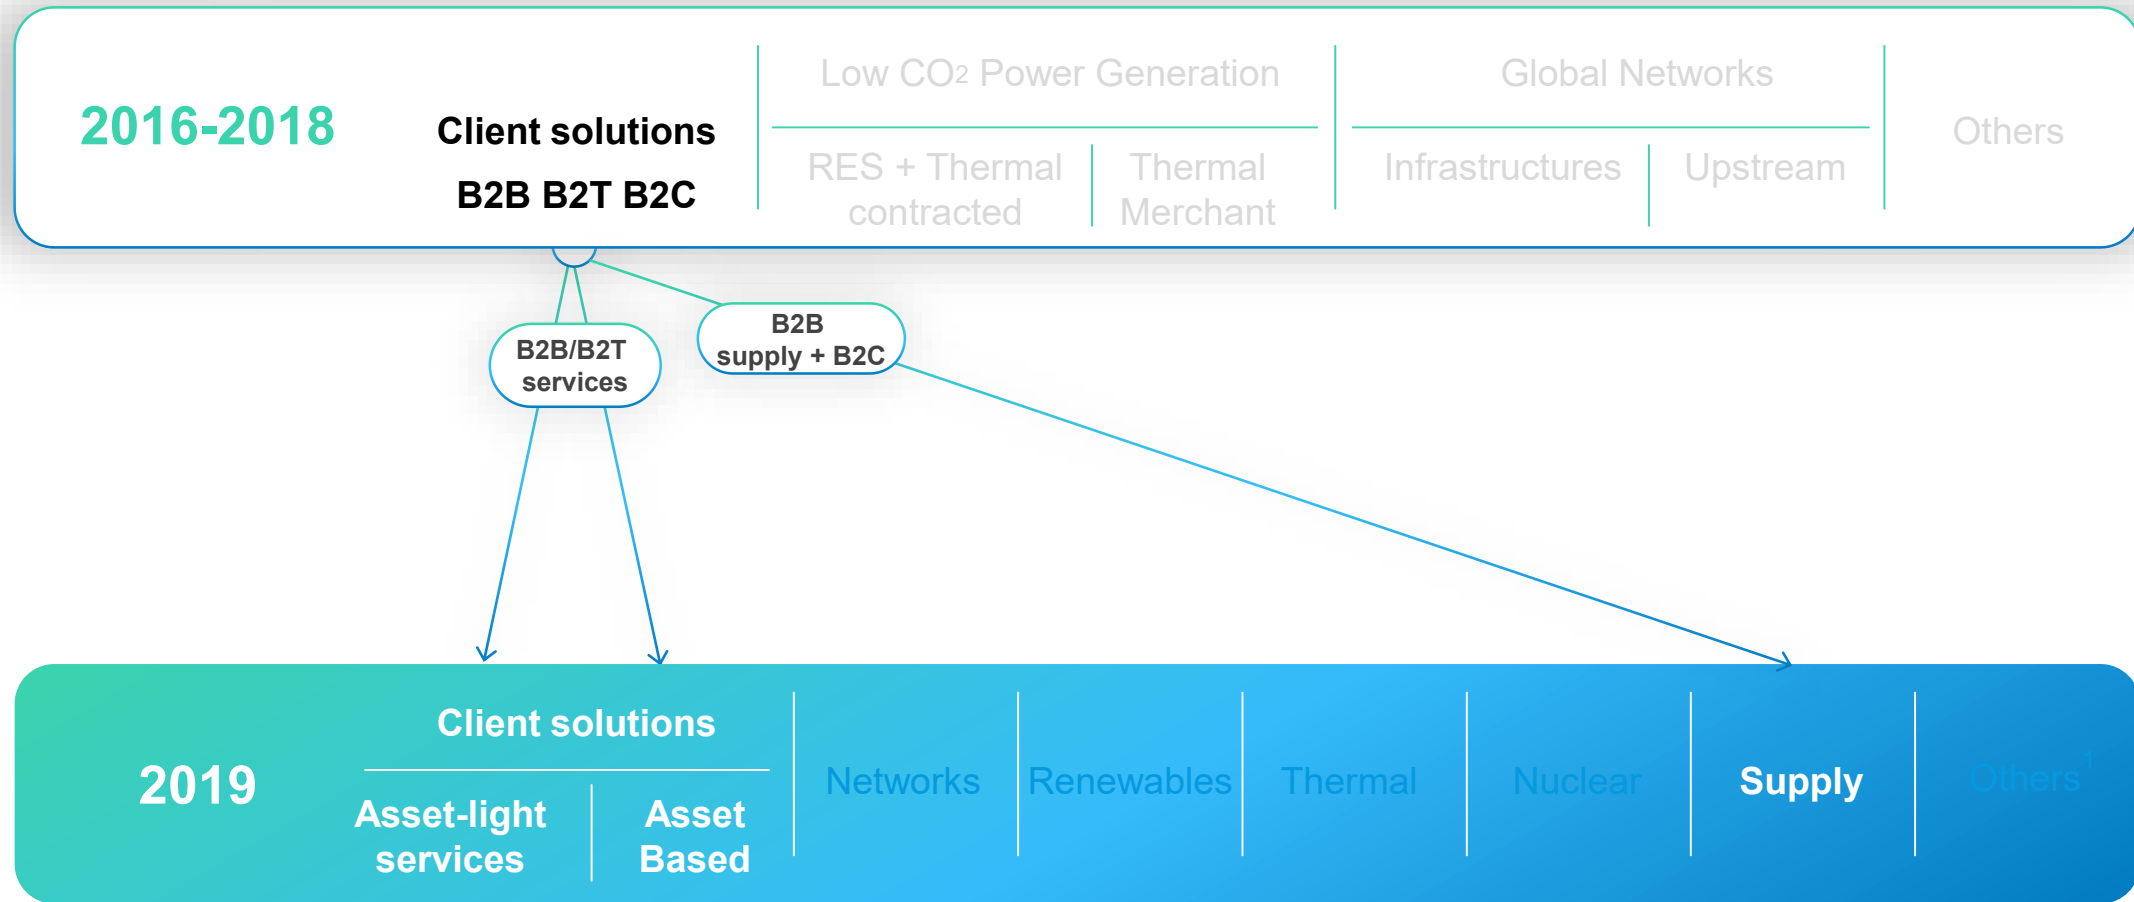 2016-2018
Client solutions
B2B B2T B2C
Low CO2 Power Generation
RES + Thermal
contracted
Thermal
Merchant
Global Networks
Infrastructures
Upstream
Others
B2B/B2T
services
B2B
supply + B2C
2019
Client solutions
Asset-light
services
Asset
Based
Networks
Renewables
Thermal
Nuclear
Supply
Others1